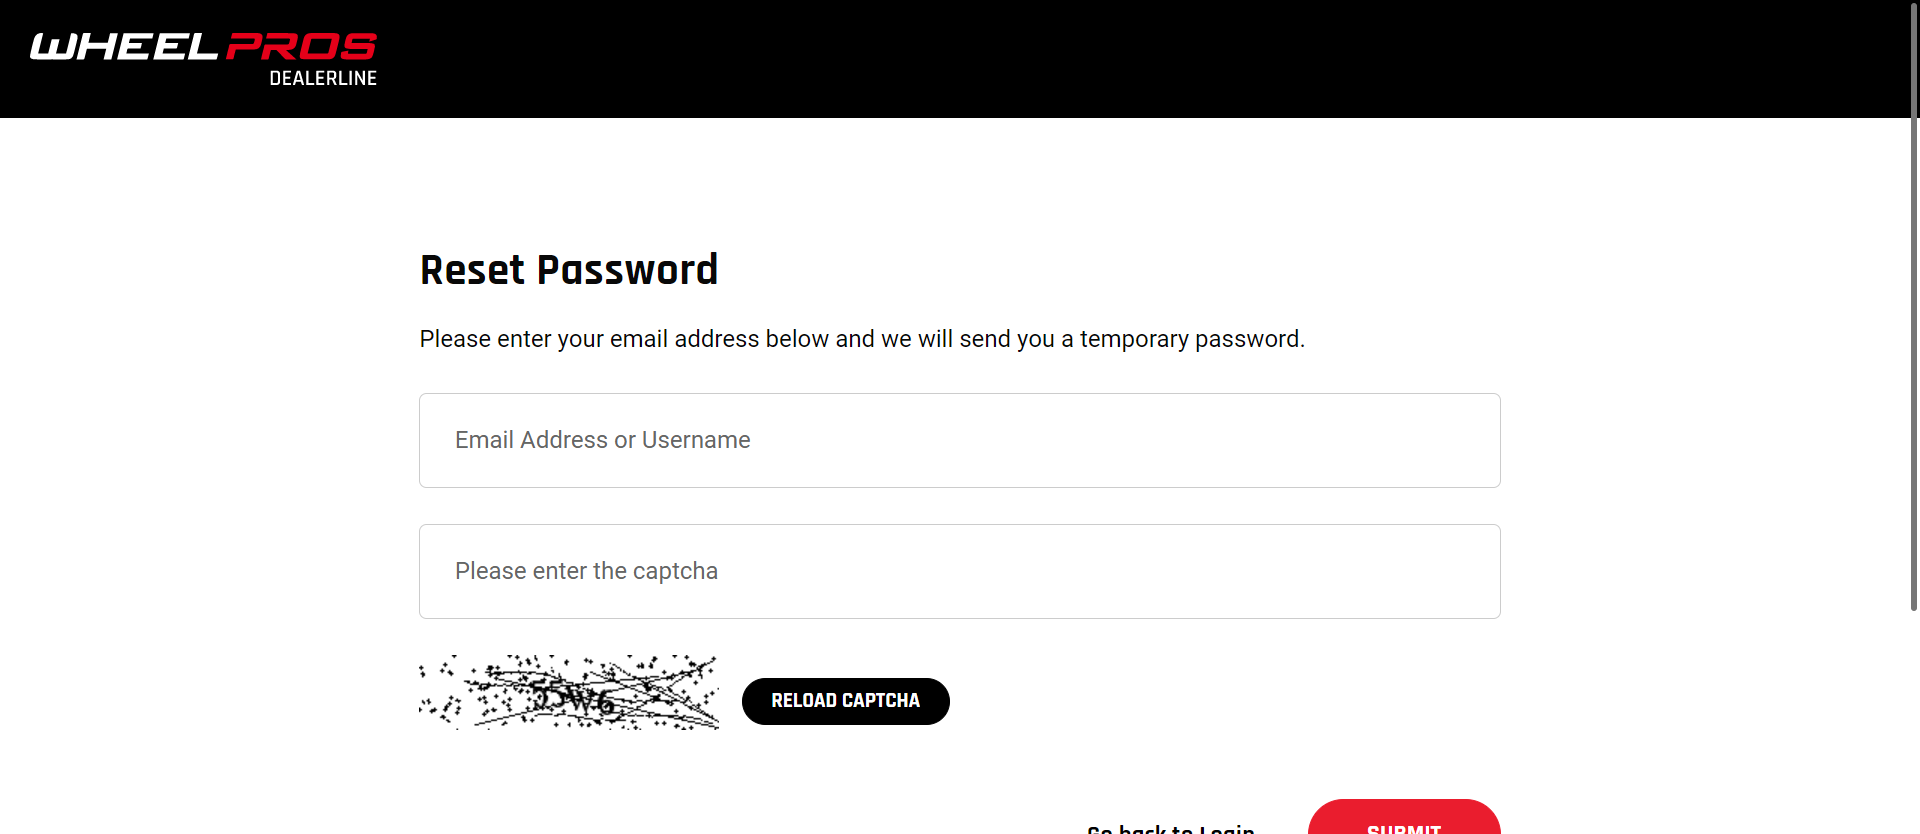 WHEEL PROS
DEALERLINE
Reset Password
Please enter your email address below and we will send you a temporary password.
Email Address or Username
Please enter the captcha
RELOAD CAPTCHA
Go back to Login
SUBMIT